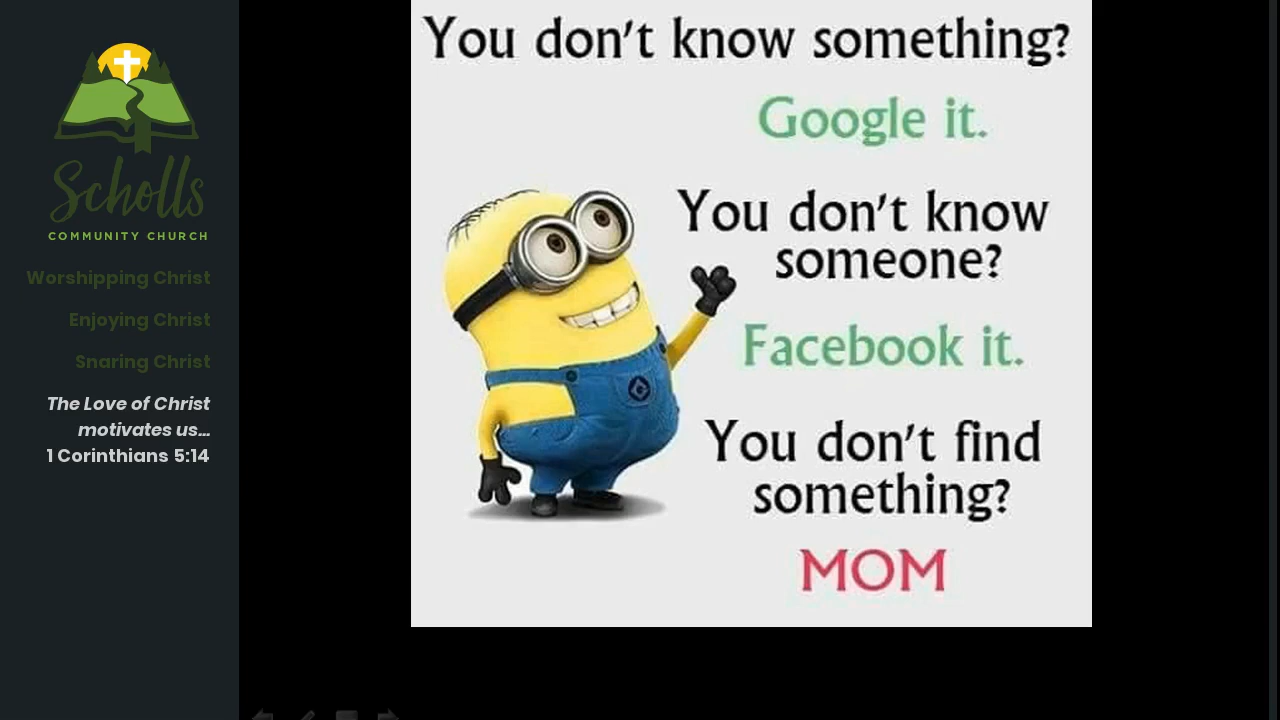 Scholls
COMMUNITY CHURCH
Worshipping Christ
Enjoying Christ
Snaring Christ
The Love of Christ
motivates us...
1 Corinthians 5:14
You don't know something?
Google it.
You don't know
someone?
Facebook it.
You don't find
something?
MOM